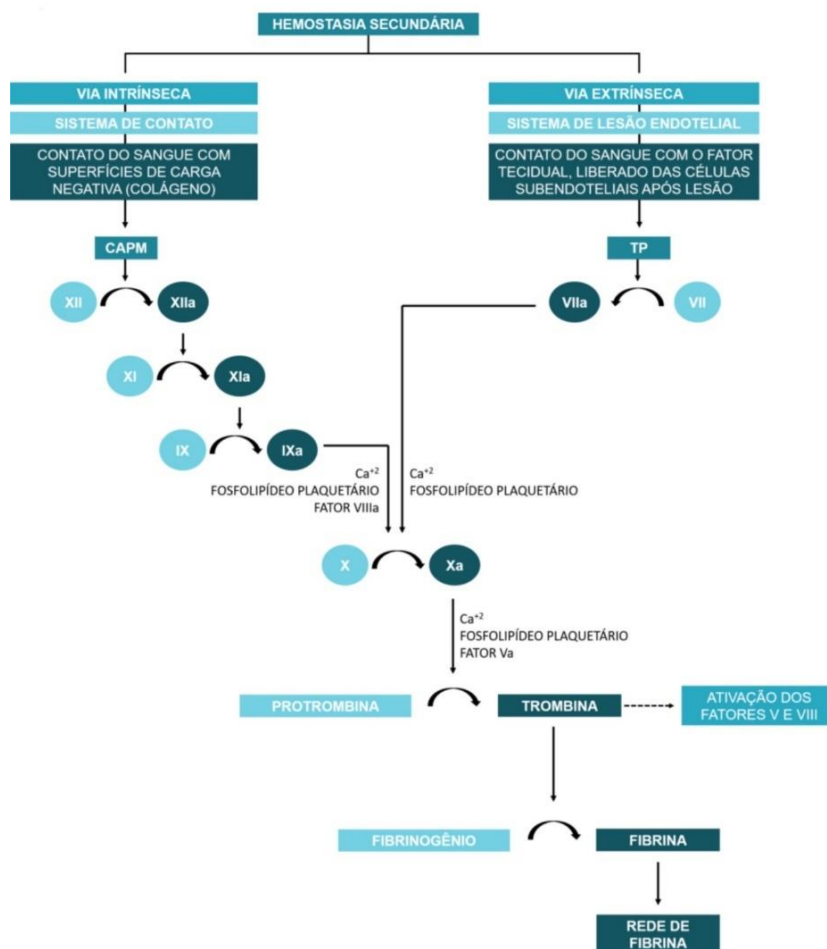 HEMOSTASIA SECUNDÁRIA
VIA INTRÍNSECA
SISTEMA DE CONTATO
CONTATO DO SANGUE COM
SUPERFÍCIES DE CARGA
NEGATIVA (COLÁGENO)
CAPM
XII
XIIa
XI
XIa
IX
IXa
Ca+2
FOSFOLIPÍDEO PLAQUETÁRIO
FATOR VIIIa
VIA EXTRÍNSECA
SISTEMA DE LESÃO ENDOTELIAL
CONTATO DO SANGUE COM O FATOR
TECIDUAL, LIBERADO DAS CÉLULAS
SUBENDOTELIAIS APÓS LESÃO
TP
VIIa
VII
Ca+2
FOSFOLIPÍDEO PLAQUETÁRIO
X
Xa
Ca+2
FOSFOLIPÍDEO PLAQUETÁRIO
FATOR Va
PROTROMBINA
TROMBINA
ATIVAÇÃO DOS
FATORES V E VIII
FIBRINOGÊNIO
FIBRINA
REDE DE
FIBRINA